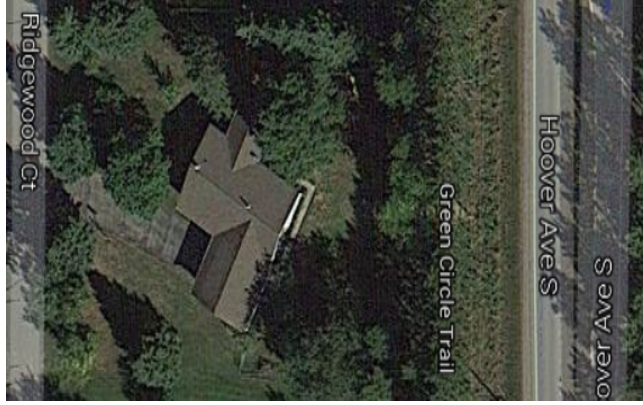 Ridgewood Ct
Green Circle Trail
Hoover Ave S
over Ave S